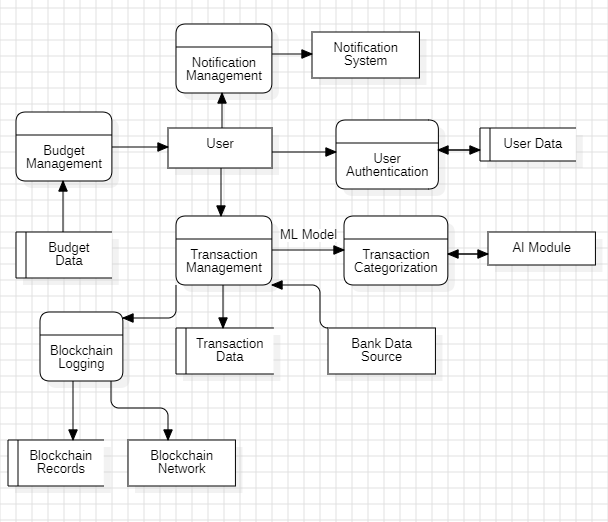 Notification
Management
Notification
System
Budget
Management
User
User
Authentication
User Data
Budget
Data
Transaction
Management
ML Model
Transaction
Categorization
AI Module
Blockchain
Logging
Transaction
Data
Bank Data
Source
Blockchain
Records
Blockchain
Network